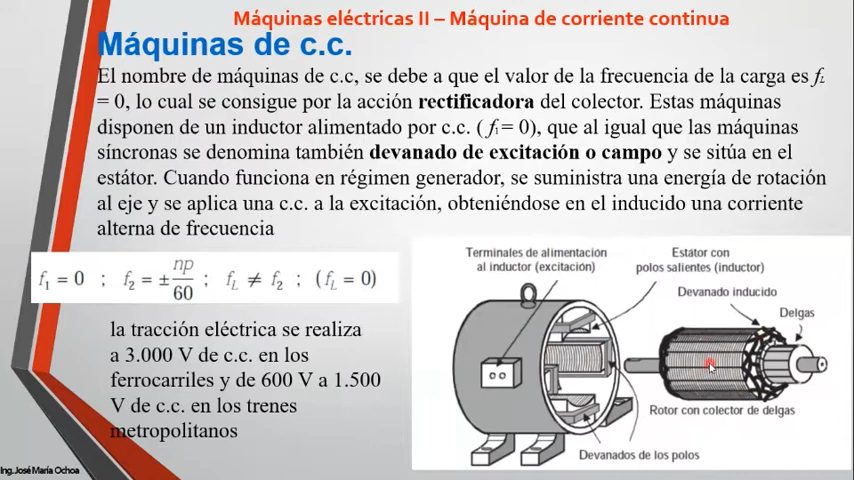 Máquinas eléctricas II – Máquina de corriente continua
Máquinas de c.c.
El nombre de máquinas de c.c, se debe a que el valor de la frecuencia de la carga es f_L
= 0, lo cual se consigue por la acción rectificadora del colector. Estas máquinas
disponen de un inductor alimentado por c.c. ( f₁= 0), que al igual que las máquinas
síncronas se denomina también devanado de excitación o campo y se sitúa en el
estátor. Cuando funciona en régimen generador, se suministra una energía de rotación
al eje y se aplica una c.c. a la excitación, obteniéndose en el inducido una corriente
alterna de frecuencia
f₁ = 0 ; f₂ = ± np/60 ; f_L ≠ f₂ ; (f_L = 0)
la tracción eléctrica se realiza
a 3.000 V de c.c. en los
ferrocarriles y de 600 V a 1.500
V de c.c. en los trenes
metropolitanos
Terminales de alimentación
al inductor (excitación)
Estátor con
polos salientes (inductor)
Devanado inducido
Delgas
Rotor con colector de delgas
Devanados de los polos
Ing. José María Ochoa